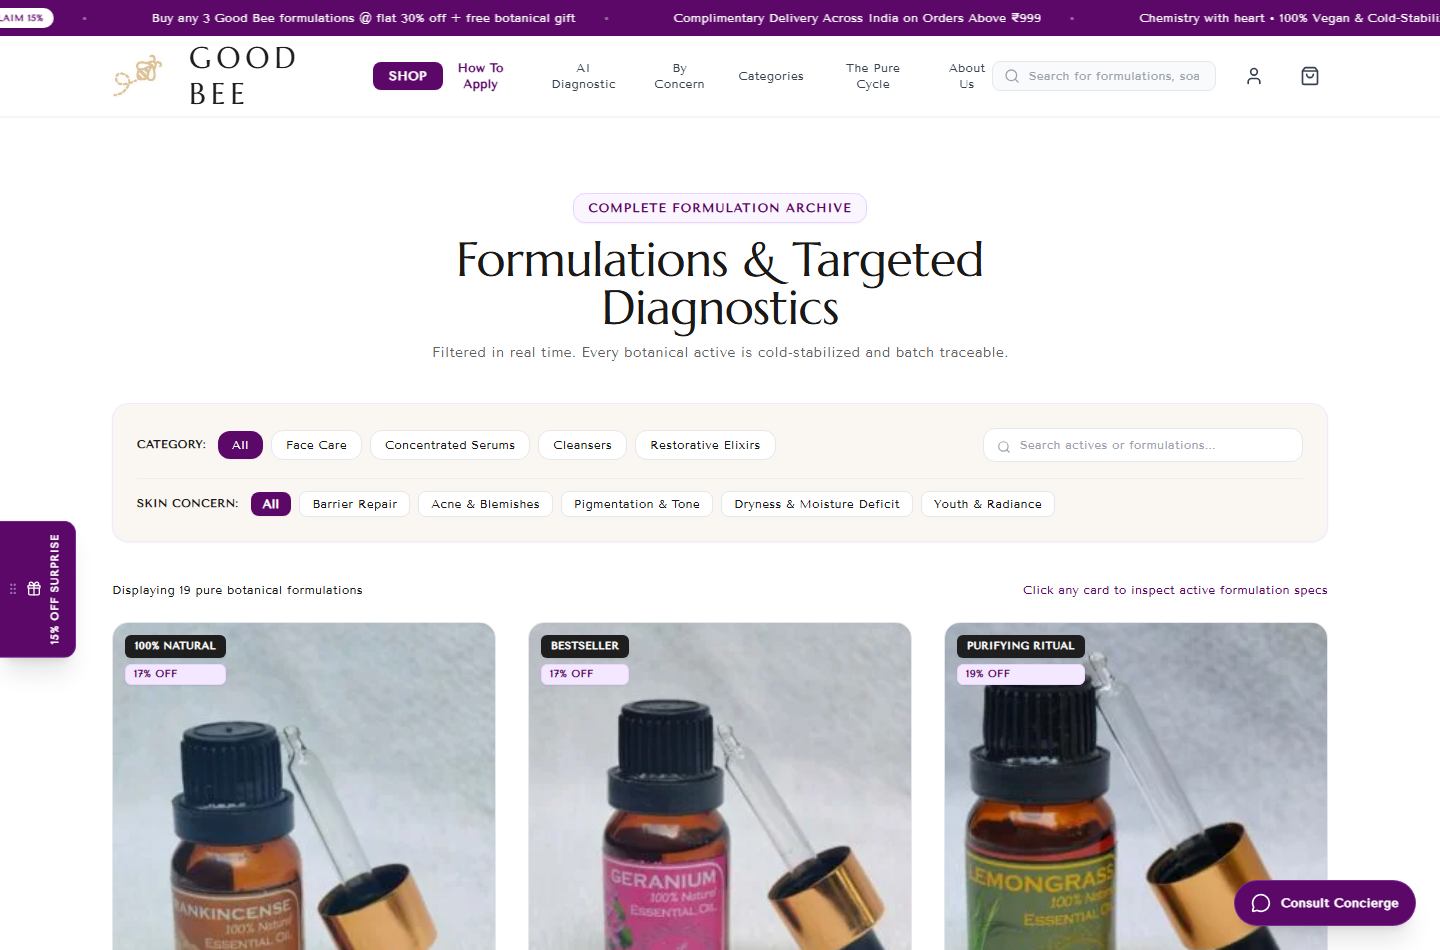 LAIM 15%
Buy any 3 Good Bee formulations @ flat 30% off + free botanical gift
Complimentary Delivery Across India on Orders Above ₹999
Chemistry with heart • 100% Vegan & Cold-Stabiliz
GOOD
BEE
SHOP
How To
Apply
AI
Diagnostic
By
Concern
Categories
The Pure
Cycle
About
Us
Search for formulations, soa
COMPLETE FORMULATION ARCHIVE
Formulations & Targeted
Diagnostics
Filtered in real time. Every botanical active is cold-stabilized and batch traceable.
CATEGORY:
All
Face Care
Concentrated Serums
Cleansers
Restorative Elixirs
Search actives or formulations...
SKIN CONCERN:
All
Barrier Repair
Acne & Blemishes
Pigmentation & Tone
Dryness & Moisture Deficit
Youth & Radiance
15% OFF SURPRISE
Displaying 19 pure botanical formulations
Click any card to inspect active formulation specs
100% NATURAL
17% OFF
RANKINCENSE
100% Natural
ESSENTIAL OIL
BESTSELLER
17% OFF
GERANIUM
100% Natural
ESSENTIAL OIL
PURIFYING RITUAL
19% OFF
LEMONGRASS
100% Natural
ESSENTIAL OIL
Consult Concierge